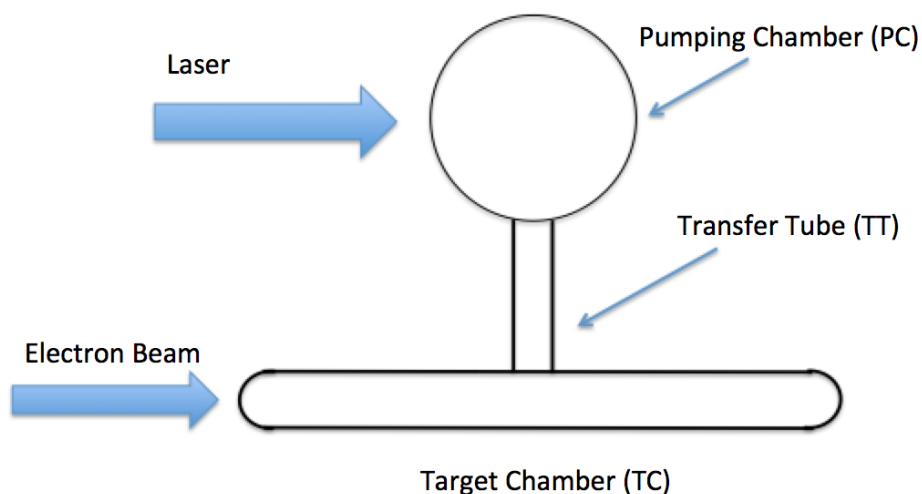 Pumping Chamber (PC)
Laser
Transfer Tube (TT)
Electron Beam
Target Chamber (TC)